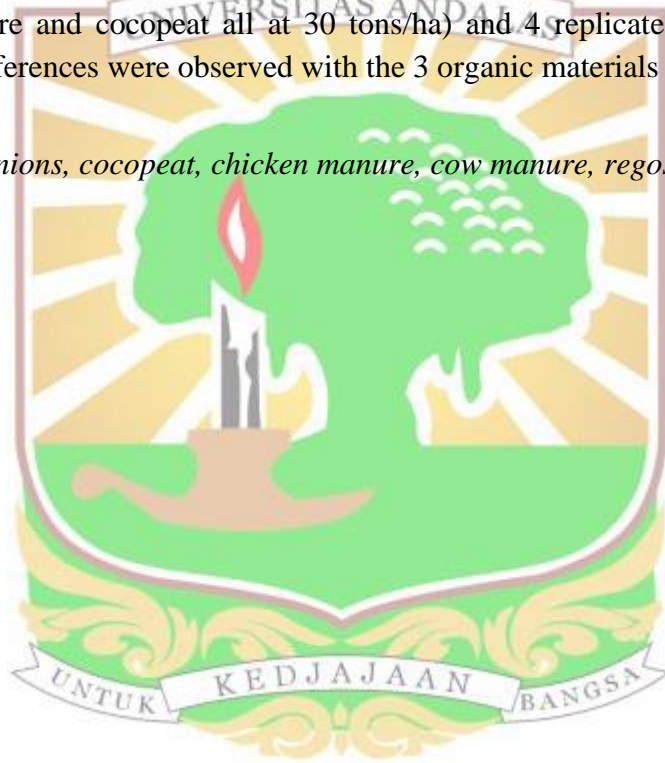 re and cocopeat all at 30 tons/ha) and 4 replicate
UNIVERSITAS ANDALAS
ferences were observed with the 3 organic materials
nions, cocopeat, chicken manure, cow manure, rego
UNTUK KEDJAJAAN BANGSA